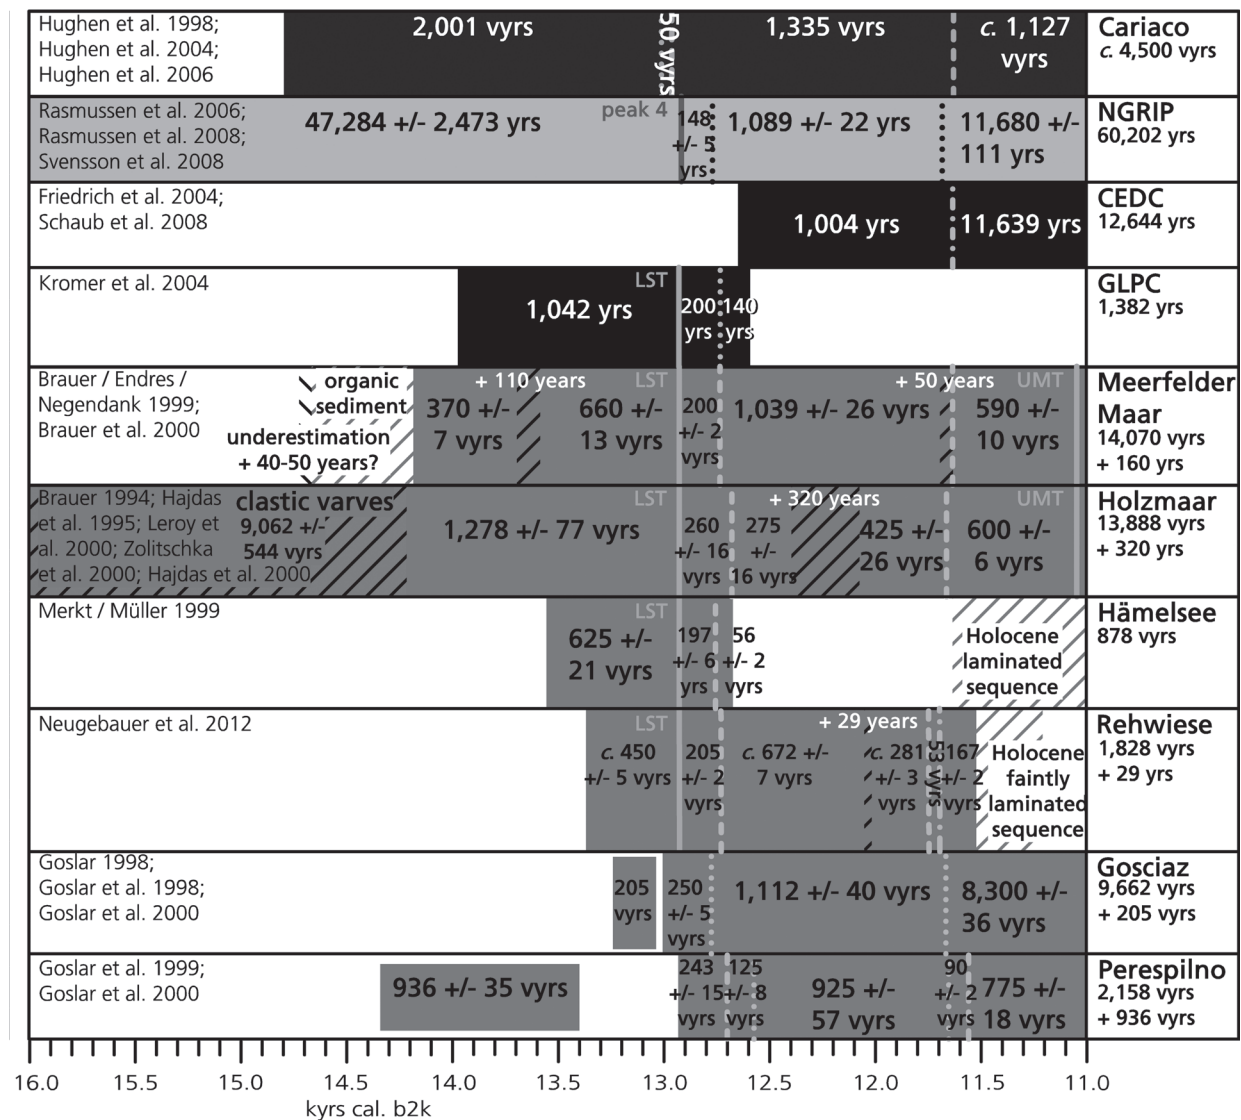 Hughen et al. 1998;
Hughen et al. 2004;
Hughen et al. 2006
2,001 vyrs
50 vyrs
1,335 vyrs
c. 1,127
vyrs
Cariaco
c. 4,500 vyrs
Rasmussen et al. 2006;
Rasmussen et al. 2008;
Svensson et al. 2008
47,284 +/- 2,473 yrs
peak 4
148
+/- 5
yrs
1,089 +/- 22 yrs
11,680 +/-
111 yrs
NGRIP
60,202 yrs
Friedrich et al. 2004;
Schaub et al. 2008
1,004 yrs
11,639 yrs
CEDC
12,644 yrs
Kromer et al. 2004
LST
1,042 yrs
200
yrs
140
yrs
GLPC
1,382 yrs
Brauer / Endres /
Negendank 1999;
Brauer et al. 2000
organic
sediment
underestimation
+ 40-50 years?
+ 110 years
370 +/-
7 vyrs
LST
660 +/-
13 vyrs
200
+/- 2
vyrs
1,039 +/- 26 vyrs
+ 50 years
UMT
590 +/-
10 vyrs
Meerfelder
Maar
14,070 vyrs
+ 160 yrs
Brauer 1994; Hajdas
et al. 1995; Leroy et
al. 2000; Zolitschka
et al. 2000; Hajdas et al. 2000
clastic varves
9,062 +/-
544 vyrs
LST
1,278 +/- 77 vyrs
260
+/- 16
vyrs
275
+/-
16 vyrs
+ 320 years
425 +/-
26 vyrs
UMT
600 +/-
6 vyrs
Holzmaar
13,888 vyrs
+ 320 yrs
Merkt / Müller 1999
LST
625 +/-
21 vyrs
197
+/- 6
yrs
56
+/- 2
vyrs
Holocene
laminated
sequence
Hämelsee
878 vyrs
Neugebauer et al. 2012
LST
c. 450
+/- 5 vyrs
205
+/- 2
vyrs
c. 672 +/-
7 vyrs
+ 29 years
c. 281
+/- 3
vyrs
53 vyrs
167
+/- 2
vyrs
Holocene
faintly
laminated
sequence
Rehwiese
1,828 vyrs
+ 29 yrs
Goslar 1998;
Goslar et al. 1998;
Goslar et al. 2000
205
vyrs
250
+/- 5
vyrs
1,112 +/- 40 vyrs
8,300 +/-
36 vyrs
Gosciaz
9,662 vyrs
+ 205 vyrs
Goslar et al. 1999;
Goslar et al. 2000
936 +/- 35 vyrs
243
+/- 15
vyrs
125
+/- 8
vyrs
925 +/-
57 vyrs
90
+/- 2
vyrs
775 +/-
18 vyrs
Perespilno
2,158 vyrs
+ 936 vyrs
16.0 15.5 15.0 14.5 14.0 13.5 13.0 12.5 12.0 11.5 11.0
kyrs cal. b2k